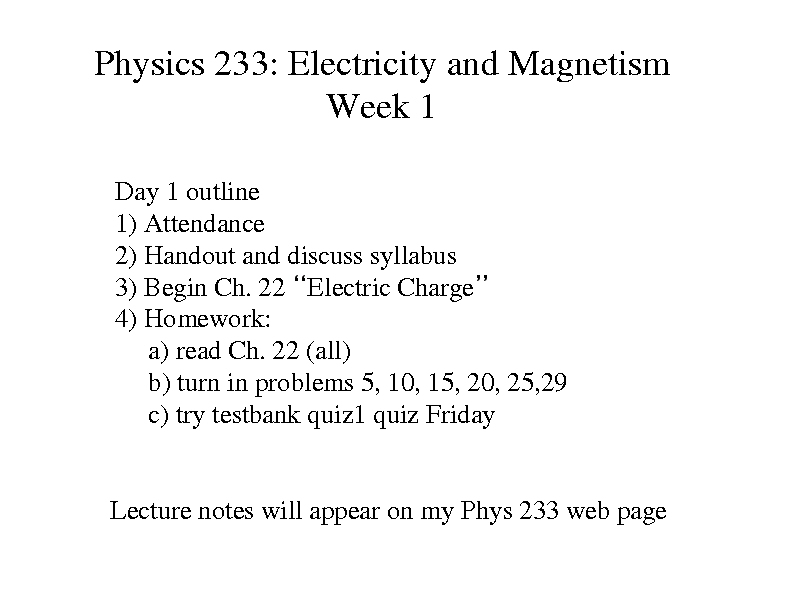 Physics 233: Electricity and Magnetism
Week 1
Day 1 outline
1) Attendance
2) Handout and discuss syllabus
3) Begin Ch. 22 “Electric Charge”
4) Homework:
a) read Ch. 22 (all)
b) turn in problems 5, 10, 15, 20, 25,29
c) try testbank quiz1 quiz Friday
Lecture notes will appear on my Phys 233 web page